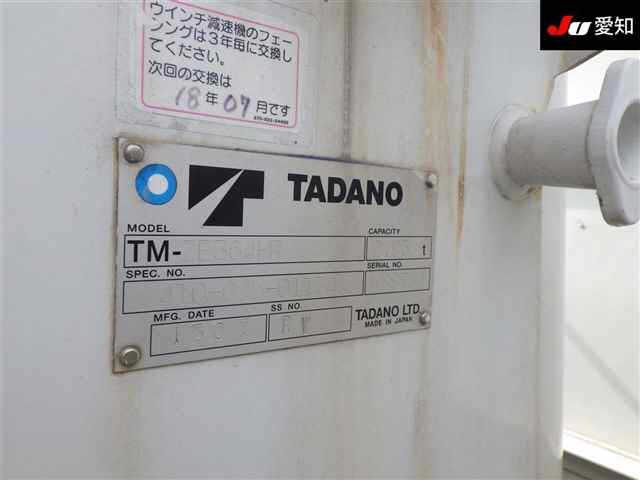 JU 愛知
ウインチ減速機のフェー
シングは3年毎に交換し
てください。
次回の交換は
18年07月です
TADANO
MODEL
CAPACITY
TM-
t
SPEC. NO.
SERIAL NO.
MFG. DATE
SS NO.
TADANO LTD.
MADE IN JAPAN